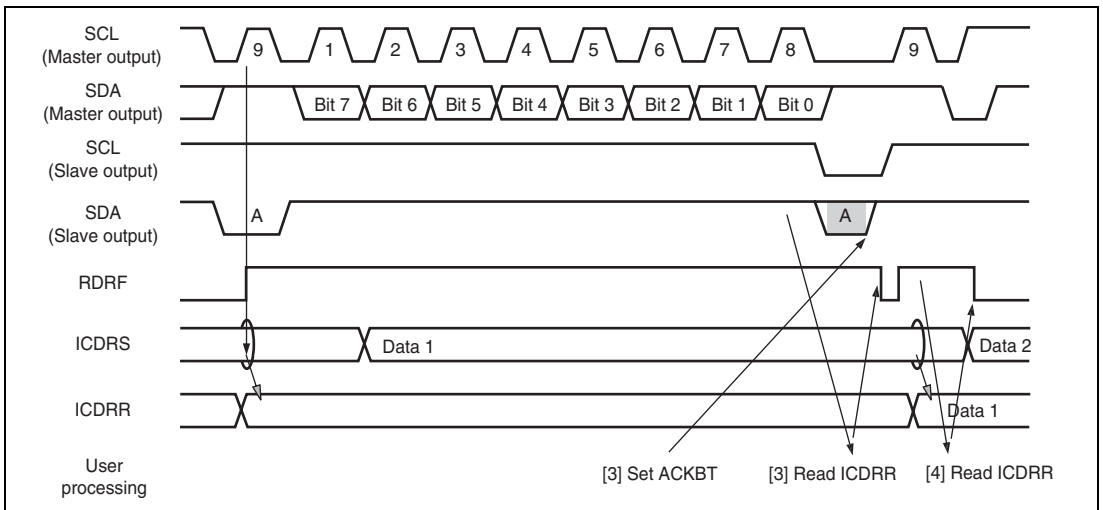 SCL
(Master output)
9 1 2 3 4 5 6 7 8 9
SDA
(Master output)
Bit 7 Bit 6 Bit 5 Bit 4 Bit 3 Bit 2 Bit 1 Bit 0
SCL
(Slave output)
SDA
(Slave output)
A A
RDRF
ICDRS
Data 1 Data 2
ICDRR
Data 1
User
processing
[3] Set ACKBT [3] Read ICDRR [4] Read ICDRR